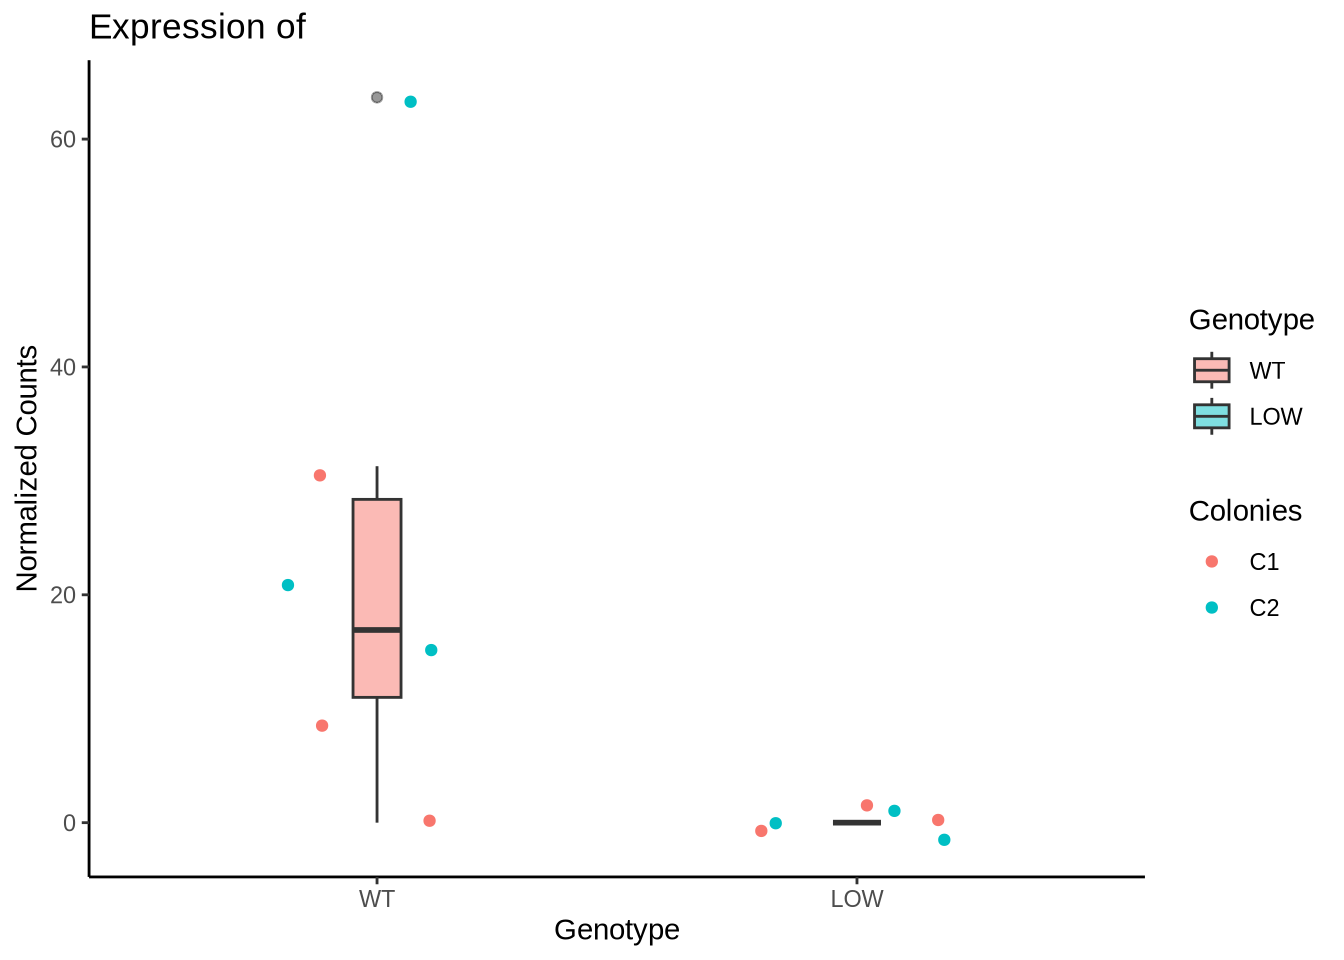 Expression of
Normalized Counts
60
40
20
0
WT
LOW
Genotype
Genotype
WT
LOW
Colonies
C1
C2